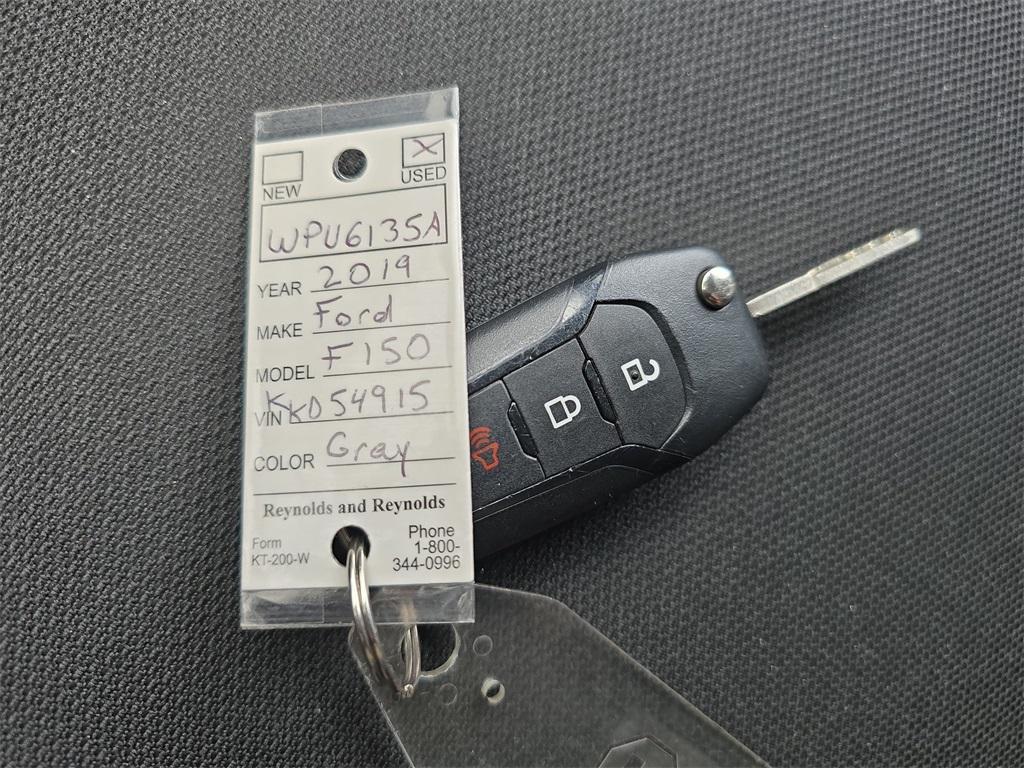 NEW
USED
WPU6135A
YEAR 2019
MAKE Ford
MODEL F150
VIN KKD54915
COLOR Gray
Reynolds and Reynolds
Form
KT-200-W
Phone
1-800-
344-0996